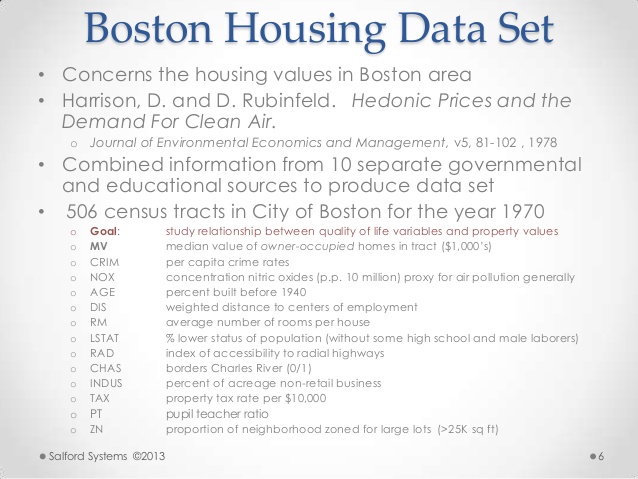 Boston Housing Data Set
• Concerns the housing values in Boston area
• Harrison, D. and D. Rubinfeld. Hedonic Prices and the
Demand For Clean Air.
o Journal of Environmental Economics and Management, v5, 81-102 , 1978
• Combined information from 10 separate governmental
and educational sources to produce data set
• 506 census tracts in City of Boston for the year 1970
o Goal: study relationship between quality of life variables and property values
o MV median value of owner-occupied homes in tract ($1,000's)
o CRIM per capita crime rates
o NOX concentration nitric oxides (p.p. 10 million) proxy for air pollution generally
o AGE percent built before 1940
o DIS weighted distance to centers of employment
o RM average number of rooms per house
o LSTAT % lower status of population (without some high school and male laborers)
o RAD index of accessibility to radial highways
o CHAS borders Charles River (0/1)
o INDUS percent of acreage non-retail business
o TAX property tax rate per $10,000
o PT pupil teacher ratio
o ZN proportion of neighborhood zoned for large lots (>25K sq ft)
Salford Systems ©2013 6